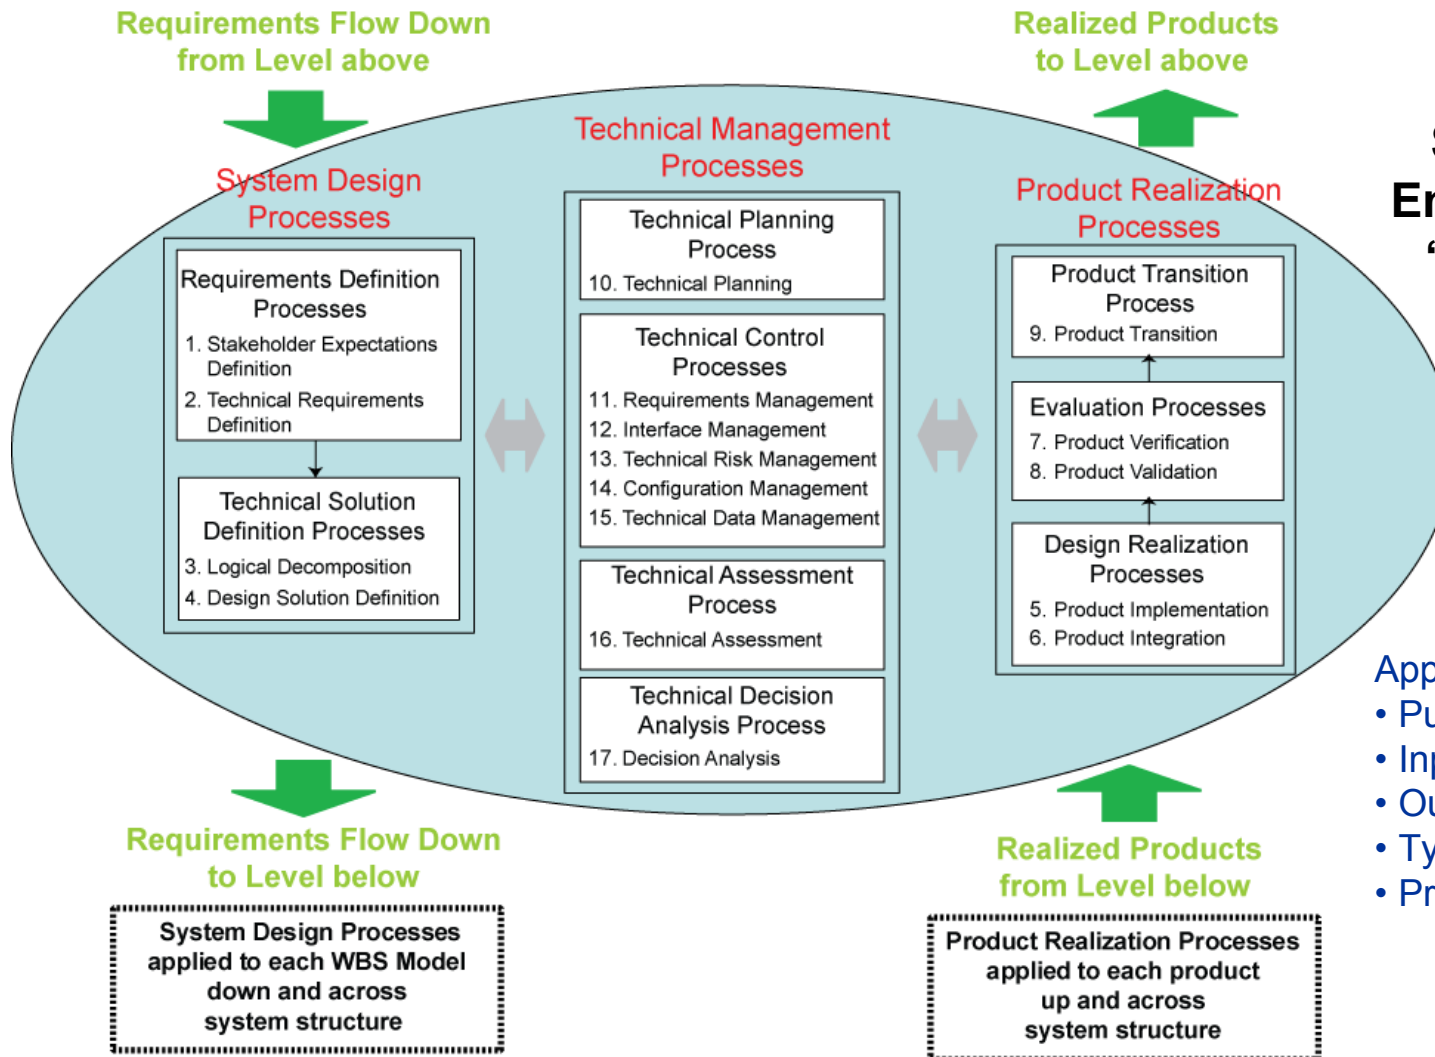 Requirements Flow Down
from Level above
Realized Products
to Level above
Technical Management
Processes
System Design
Processes
Product Realization
Processes
Requirements Definition
Processes
1. Stakeholder Expectations
Definition
2. Technical Requirements
Definition
Technical Solution
Definition Processes
3. Logical Decomposition
4. Design Solution Definition
Technical Planning
Process
10. Technical Planning
Technical Control
Processes
11. Requirements Management
12. Interface Management
13. Technical Risk Management
14. Configuration Management
15. Technical Data Management
Technical Assessment
Process
16. Technical Assessment
Technical Decision
Analysis Process
17. Decision Analysis
Product Transition
Process
9. Product Transition
Evaluation Processes
7. Product Verification
8. Product Validation
Design Realization
Processes
5. Product Implementation
6. Product Integration
Requirements Flow Down
to Level below
System Design Processes
applied to each WBS Model
down and across
system structure
Realized Products
from Level below
Product Realization Processes
applied to each product
up and across
system structure